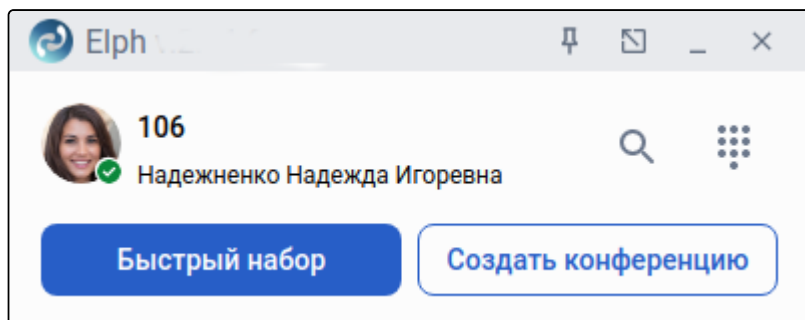 Elph
106
Надежненко Надежда Игоревна
Быстрый набор
Создать конференцию